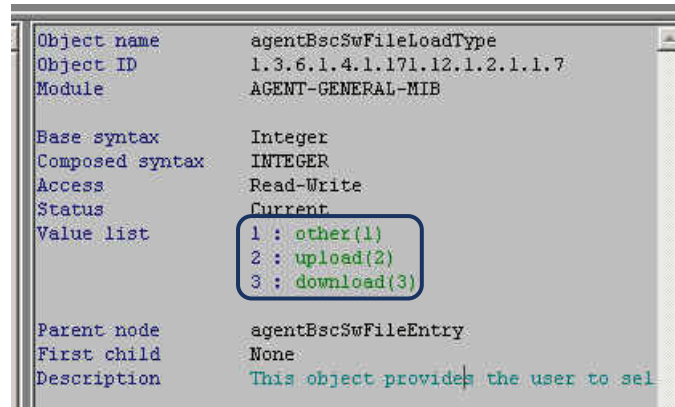 Object name agentBscSwFileLoadType
Object ID 1.3.6.1.4.1.171.12.1.2.1.1.7
Module AGENT-GENERAL-MIB
Base syntax Integer
Composed syntax INTEGER
Access Read-Write
Status Current
Value list 1 : other(1)
2 : upload(2)
3 : download(3)
Parent node agentBscSwFileEntry
First child None
Description This object provides the user to sel